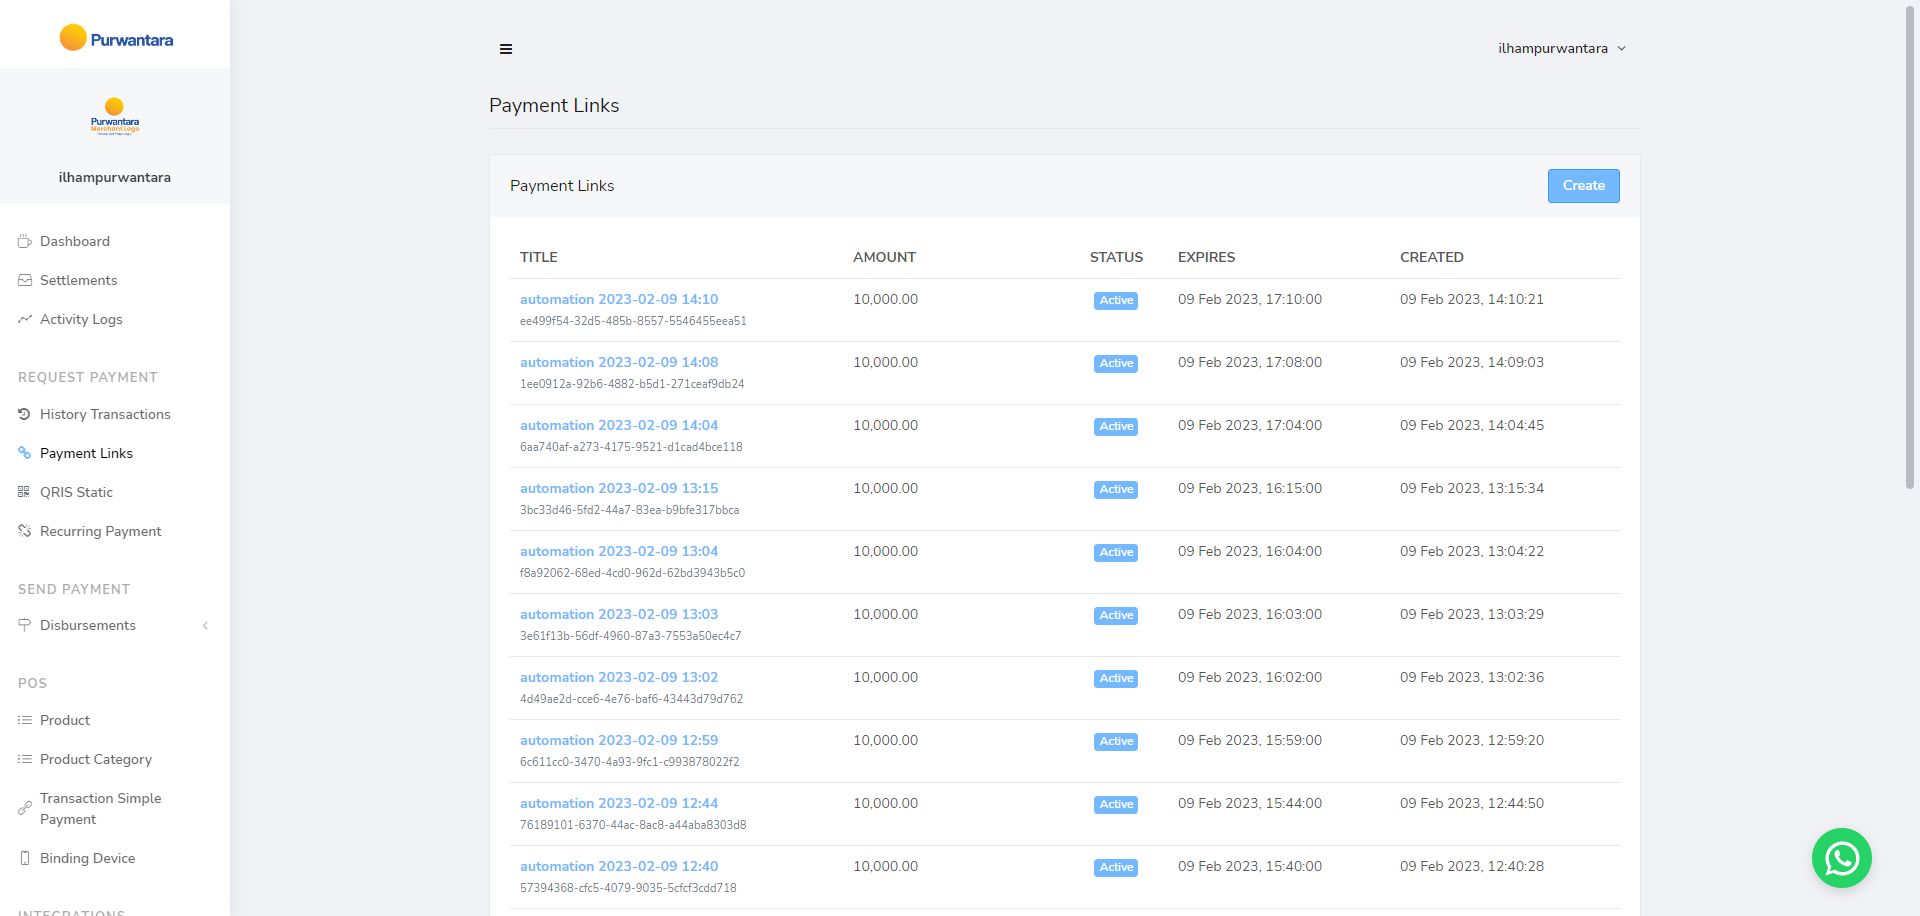 Purwantara
Purwantara
Merchant Logo
ilhampurwantara
Dashboard
Settlements
Activity Logs
REQUEST PAYMENT
History Transactions
Payment Links
QRIS Static
Recurring Payment
SEND PAYMENT
Disbursements
POS
Product
Product Category
Transaction Simple
Payment
Binding Device
INTEGRATIONS
ilhampurwantara
Payment Links
Payment Links
Create
TITLE AMOUNT STATUS EXPIRES CREATED
automation 2023-02-09 14:10 10,000.00 Active 09 Feb 2023, 17:10:00 09 Feb 2023, 14:10:21
ee499f54-32d5-485b-8557-5546455eea51
automation 2023-02-09 14:08 10,000.00 Active 09 Feb 2023, 17:08:00 09 Feb 2023, 14:09:03
1ee0912a-92b6-4882-b5d1-271ceaf9db24
automation 2023-02-09 14:04 10,000.00 Active 09 Feb 2023, 17:04:00 09 Feb 2023, 14:04:45
6aa740af-a273-4175-9521-d1cad4bce118
automation 2023-02-09 13:15 10,000.00 Active 09 Feb 2023, 16:15:00 09 Feb 2023, 13:15:34
3bc33d46-5fd2-44a7-83ea-b9bfe317bbca
automation 2023-02-09 13:04 10,000.00 Active 09 Feb 2023, 16:04:00 09 Feb 2023, 13:04:22
f8a92062-68ed-4cd0-962d-62bd3943b5c0
automation 2023-02-09 13:03 10,000.00 Active 09 Feb 2023, 16:03:00 09 Feb 2023, 13:03:29
3e61f13b-56df-4960-87a3-7553a50ec4c7
automation 2023-02-09 13:02 10,000.00 Active 09 Feb 2023, 16:02:00 09 Feb 2023, 13:02:36
4d49ae2d-cce6-4e76-baf6-43443d79d762
automation 2023-02-09 12:59 10,000.00 Active 09 Feb 2023, 15:59:00 09 Feb 2023, 12:59:20
6c611cc0-3470-4a93-9fc1-c993878022f2
automation 2023-02-09 12:44 10,000.00 Active 09 Feb 2023, 15:44:00 09 Feb 2023, 12:44:50
76189101-6370-44ac-8ac8-a44aba8303d8
automation 2023-02-09 12:40 10,000.00 Active 09 Feb 2023, 15:40:00 09 Feb 2023, 12:40:28
57394368-cfc5-4079-9035-5cfcf3cdd718